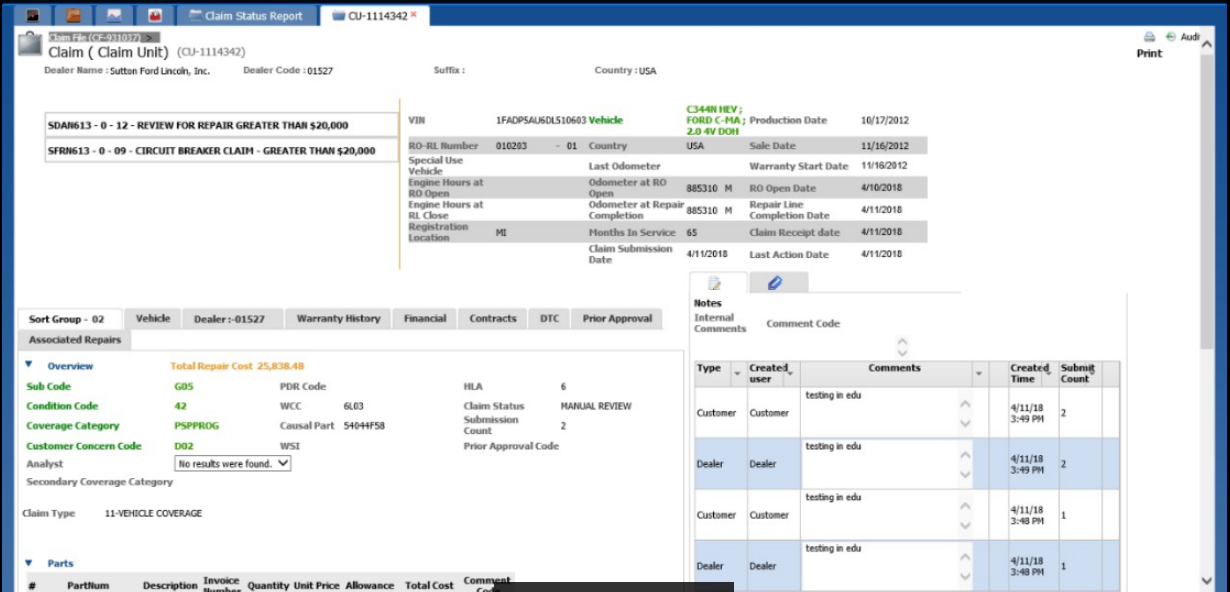 Claim Status Report CU-1114342 ×
Claim File (CF-931037) >
Claim ( Claim Unit) (CU-1114342)
Audi
Print
Dealer Name : Sutton Ford Lincoln, Inc. Dealer Code : 01527 Suffix : Country : USA
SDAN613 - 0 - 12 - REVIEW FOR REPAIR GREATER THAN $20,000
SFRN613 - 0 - 09 - CIRCUIT BREAKER CLAIM - GREATER THAN $20,000
VIN 1FADP5AU6DL510603 Vehicle C344N HEV ; FORD C-MA ; 2.0 4V DOH Production Date 10/17/2012
RO-RL Number 010203 - 01 Country USA Sale Date 11/16/2012
Special Use Vehicle Last Odometer Warranty Start Date 11/16/2012
Engine Hours at RO Open Odometer at RO Open 885310 M RO Open Date 4/10/2018
Engine Hours at RL Close Odometer at Repair Completion 885310 M Repair Line Completion Date 4/11/2018
Registration Location MI Months In Service 65 Claim Receipt date 4/11/2018
Claim Submission Date 4/11/2018 Last Action Date 4/11/2018
Sort Group - 02 Vehicle Dealer :-01527 Warranty History Financial Contracts DTC Prior Approval
Associated Repairs
Overview Total Repair Cost 25,838.48
Sub Code G05 PDR Code HLA 6
Condition Code 42 WCC 6L03 Claim Status MANUAL REVIEW
Coverage Category PSPPROG Causal Part 54044F58 Submission Count 2
Customer Concern Code D02 WSI Prior Approval Code
Analyst No results were found.
Secondary Coverage Category
Claim Type 11-VEHICLE COVERAGE
Parts
# PartNum Description Invoice Number Quantity Unit Price Allowance Total Cost Comment
Notes
Internal Comments Comment Code
Type Created user Comments Created Time Submit Count
Customer Customer testing in edu 4/11/18 3:49 PM 2
Dealer Dealer testing in edu 4/11/18 3:49 PM 2
Customer Customer testing in edu 4/11/18 3:48 PM 1
Dealer Dealer testing in edu 4/11/18 3:48 PM 1